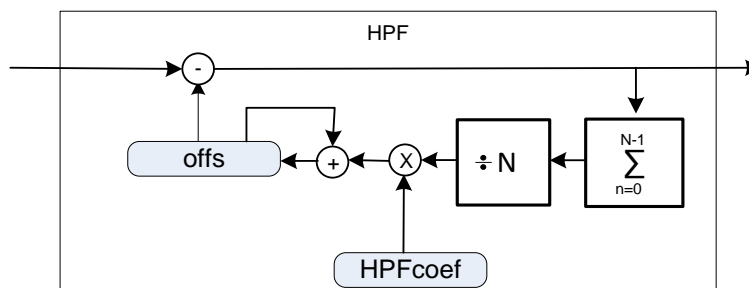 HPF
-
offs
+
X
÷ N
N-1
∑
n=0
HPFcoef